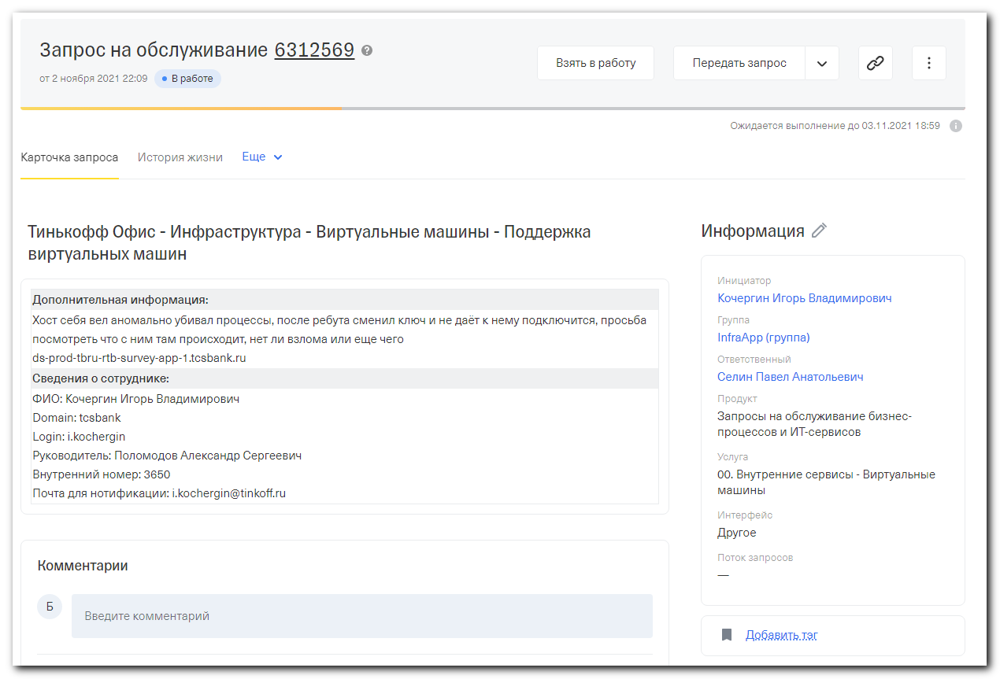 Запрос на обслуживание 6312569
от 2 ноября 2021 22:09
В работе
Взять в работу
Передать запрос
Ожидается выполнение до 03.11.2021 18:59
Карточка запроса
История жизни
Еще
Тинькофф Офис - Инфраструктура - Виртуальные машины - Поддержка
виртуальных машин
Дополнительная информация:
Хост себя вел аномально убивал процессы, после ребута сменил ключ и не даёт к нему подключится, просьба
посмотреть что с ним там происходит, нет ли взлома или еще чего
ds-prod-tbru-rtb-survey-app-1.tcsbank.ru
Сведения о сотруднике:
ФИО: Кочергин Игорь Владимирович
Domain: tcsbank
Login: i.kochergin
Руководитель: Поломодов Александр Сергеевич
Внутренний номер: 3650
Почта для нотификации: i.kochergin@tinkoff.ru
Комментарии
Б
Введите комментарий
Информация
Инициатор
Кочергин Игорь Владимирович
Группа
InfraApp (группа)
Ответственный
Селин Павел Анатольевич
Продукт
Запросы на обслуживание бизнес-
процессов и ИТ-сервисов
Услуга
00. Внутренние сервисы - Виртуальные
машины
Интерфейс
Другое
Поток запросов
—
Добавить тэг